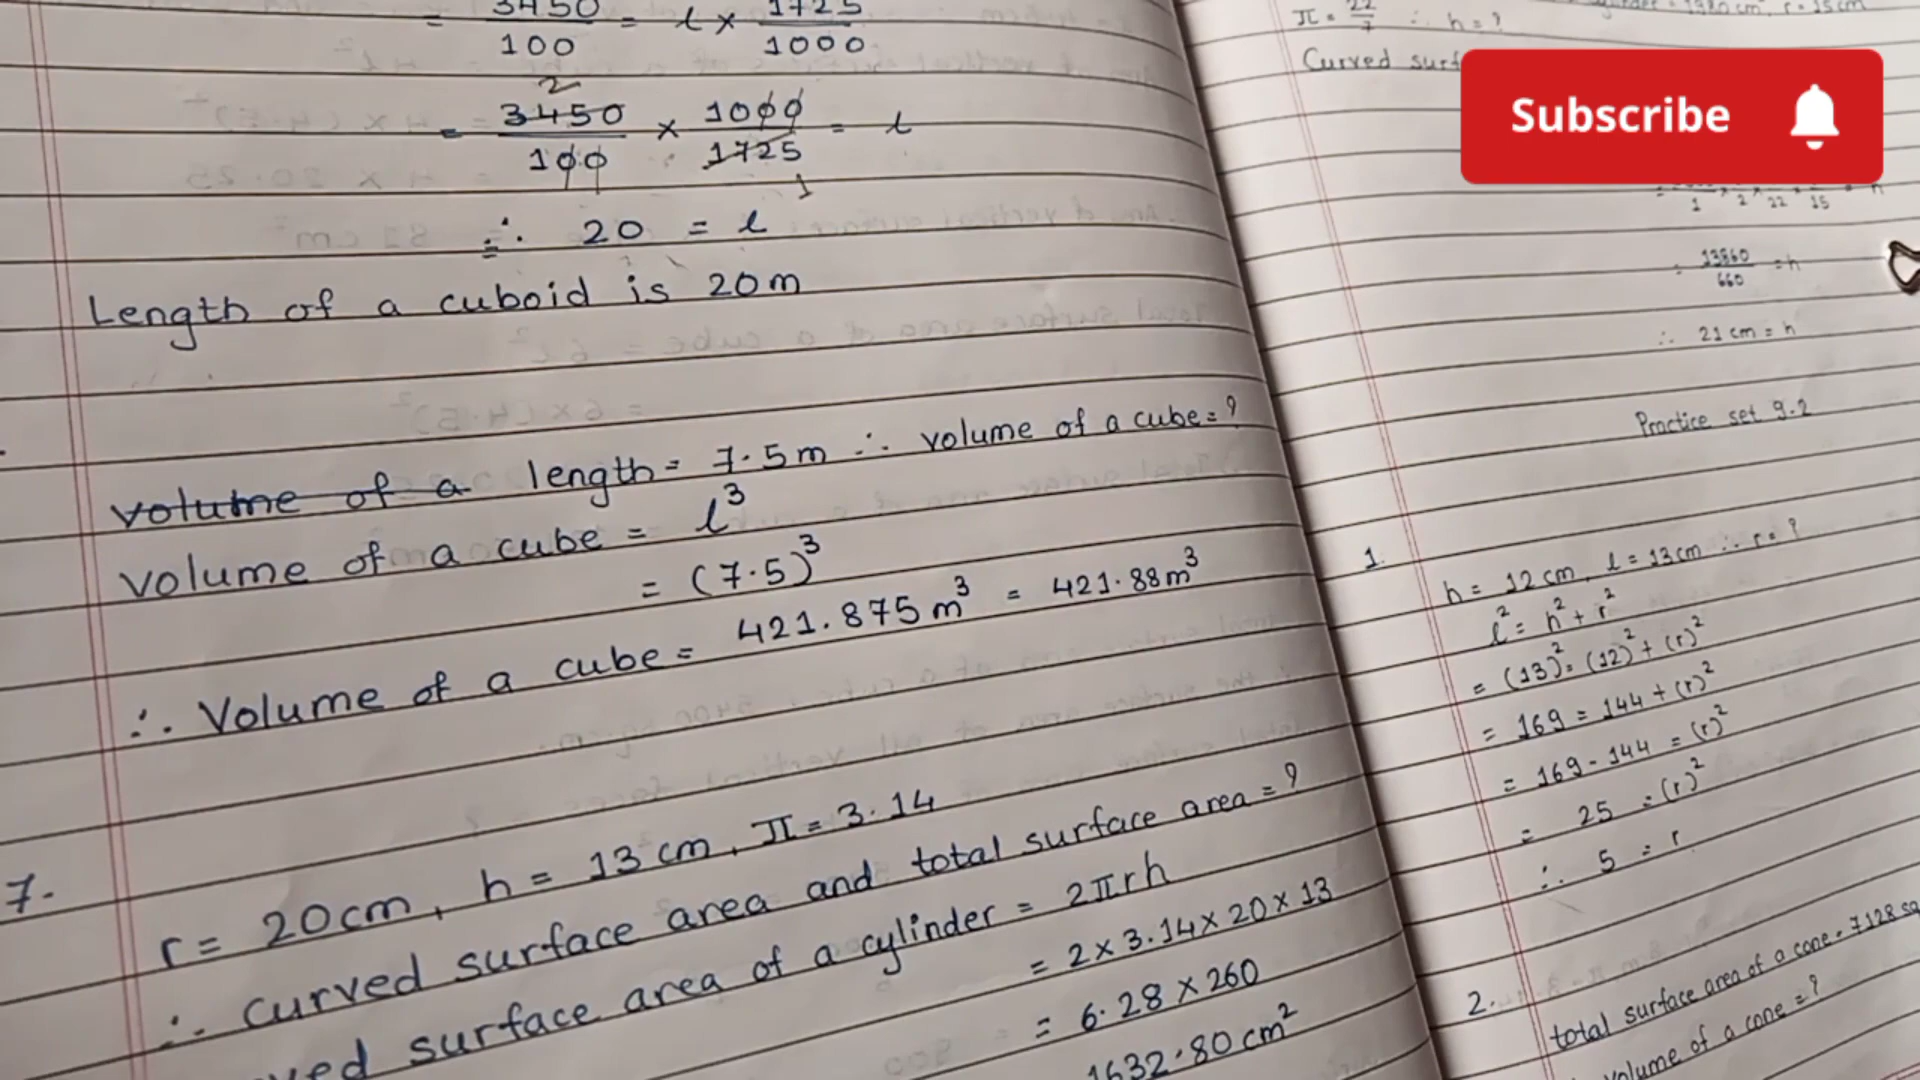 = 3450/100 = l × 1725/1000
2
= 3450/100 × 1000/1725 = l
1
∴ 20 = l
Length of a cuboid is 20m
volume of a length = 7.5m ∴ volume of a cube = ?
volume of a cube = l³
= (7.5)³
∴ Volume of a cube = 421.875 m³ = 421.88m³
7.
r = 20cm, h = 13 cm, π = 3.14
∴ curved surface area and total surface area = ?
surface area of a cylinder = 2πrh
= 2 × 3.14 × 20 × 13
= 6.28 × 260
1632.80 cm²
π = 22/7 ∴ h = ?
Curved surf
Subscribe
13860/660 = h
∴ 21 cm = h
Practice set 9.2
1.
h = 12 cm, l = 13 cm ∴ r = ?
l² = h² + r²
= (13)² = (12)² + (r)²
= 169 = 144 + (r)²
= 169 - 144 = (r)²
= 25 = (r)²
∴ 5 = r.
2.
total surface area of a cone = 7128 sq
volume of a cone = ?